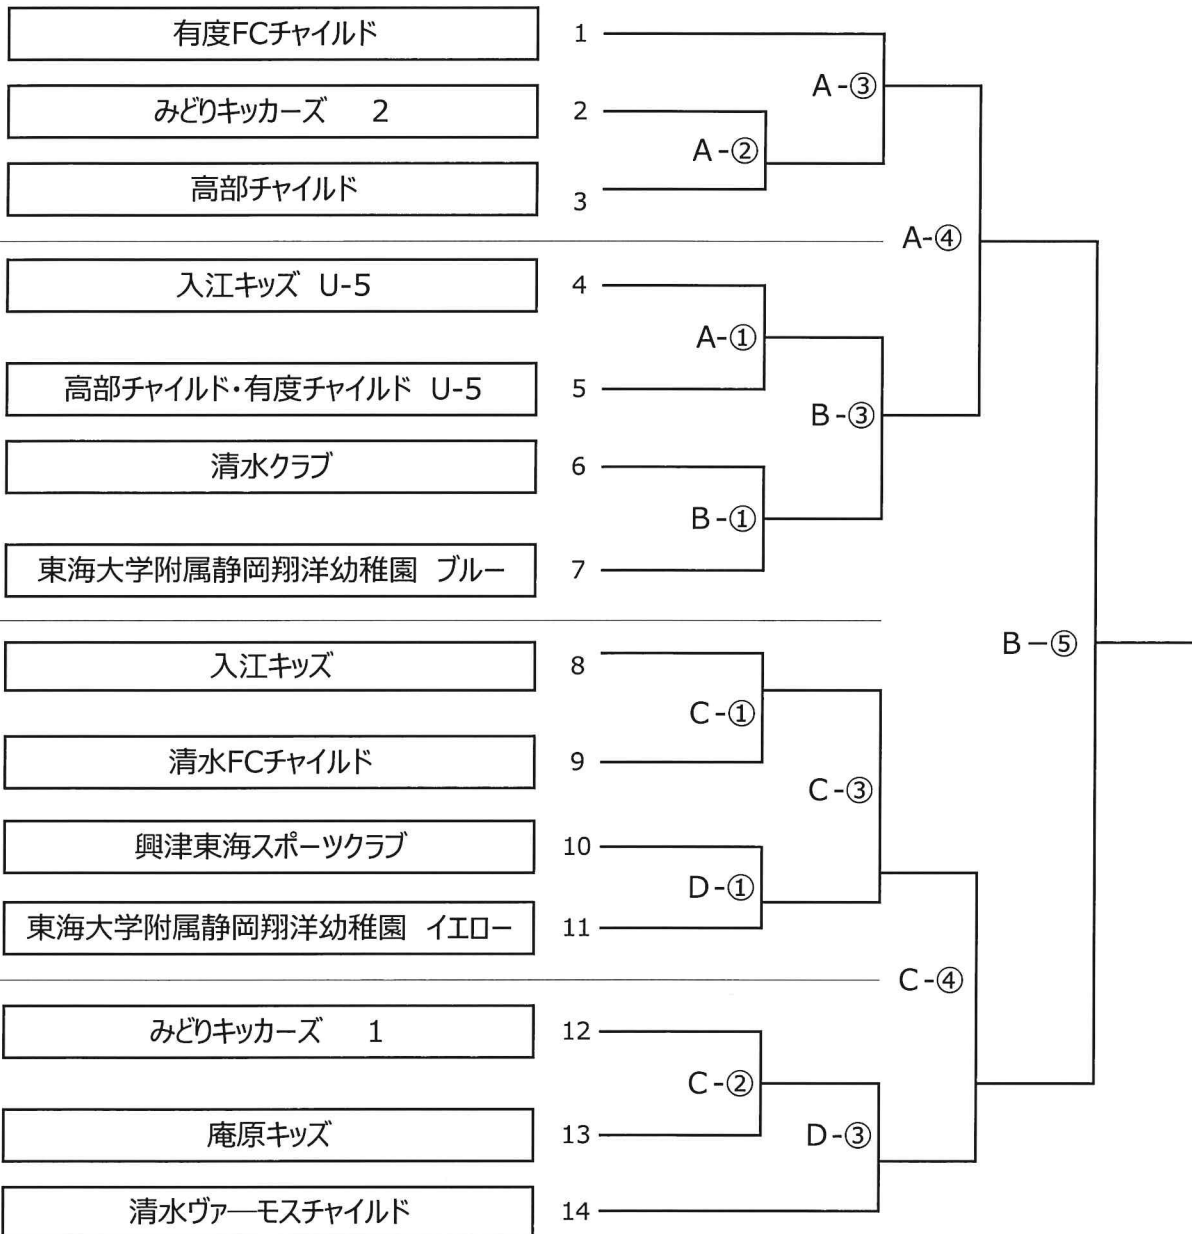 有度FCチャイルド 1
A-③
みどりキッカーズ 2 2
A-②
高部チャイルド 3
A-④
入江キッズ U-5 4
A-①
高部チャイルド・有度チャイルド U-5 5
B-③
清水クラブ 6
B-①
東海大学附属静岡翔洋幼稚園 ブルー 7
B－⑤
入江キッズ 8
C-①
清水FCチャイルド 9
C-③
興津東海スポーツクラブ 10
D-①
東海大学附属静岡翔洋幼稚園 イエロー 11
C-④
みどりキッカーズ 1 12
C-②
庵原キッズ 13
D-③
清水ヴァーモスチャイルド 14